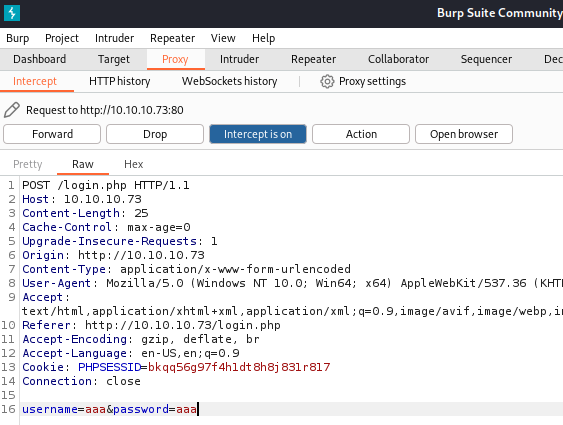 Burp Suite Community
Burp Project Intruder Repeater View Help
Dashboard Target Proxy Intruder Repeater Collaborator Sequencer Dec
Intercept HTTP history WebSockets history Proxy settings
Request to http://10.10.10.73:80
Forward Drop Intercept is on Action Open browser
Pretty Raw Hex
1 POST /login.php HTTP/1.1
2 Host: 10.10.10.73
3 Content-Length: 25
4 Cache-Control: max-age=0
5 Upgrade-Insecure-Requests: 1
6 Origin: http://10.10.10.73
7 Content-Type: application/x-www-form-urlencoded
8 User-Agent: Mozilla/5.0 (Windows NT 10.0; Win64; x64) AppleWebKit/537.36 (KHT
9 Accept:
text/html,application/xhtml+xml,application/xml;q=0.9,image/avif,image/webp,i
10 Referer: http://10.10.10.73/login.php
11 Accept-Encoding: gzip, deflate, br
12 Accept-Language: en-US,en;q=0.9
13 Cookie: PHPSESSID=bkqq56g97f4h1dt8h8j831r817
14 Connection: close
15
16 username=aaa&password=aaa